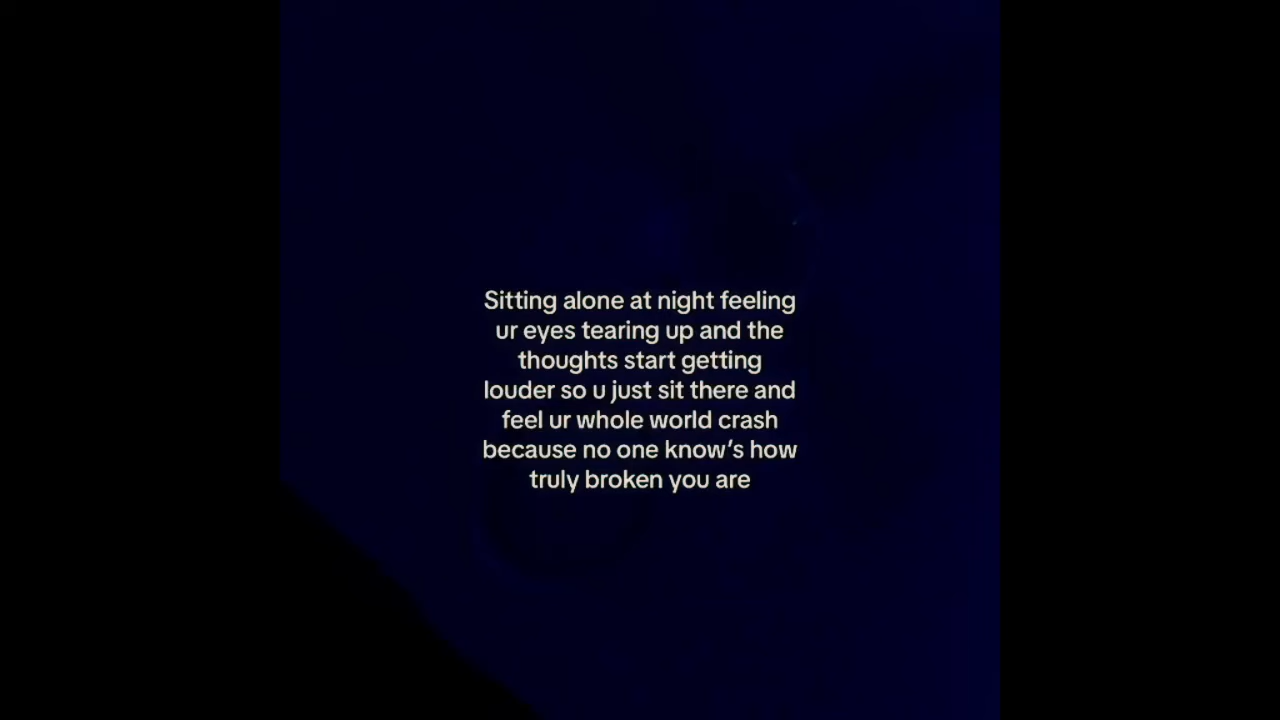 Sitting alone at night feeling
ur eyes tearing up and the
thoughts start getting
louder so u just sit there and
feel ur whole world crash
because no one know’s how
truly broken you are